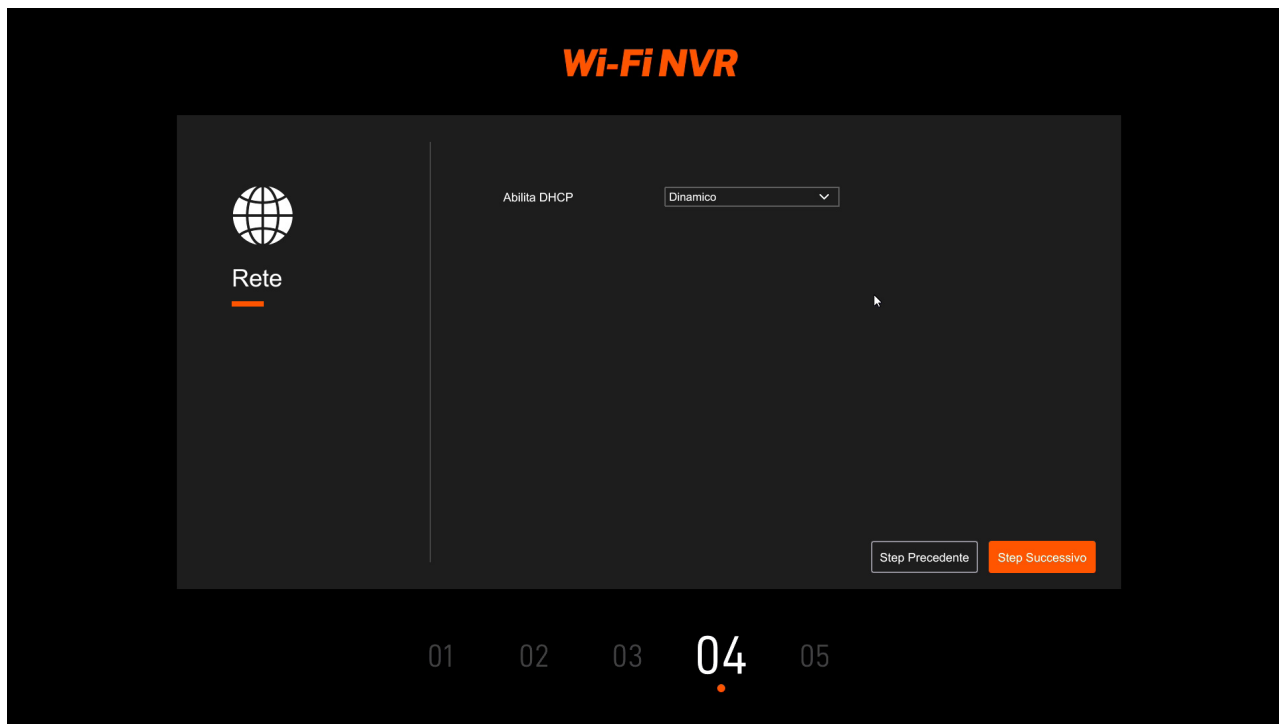 Wi-Fi NVR
Abilita DHCP
Dinamico
Rete
Step Precedente
Step Successivo
01 02 03 04 05